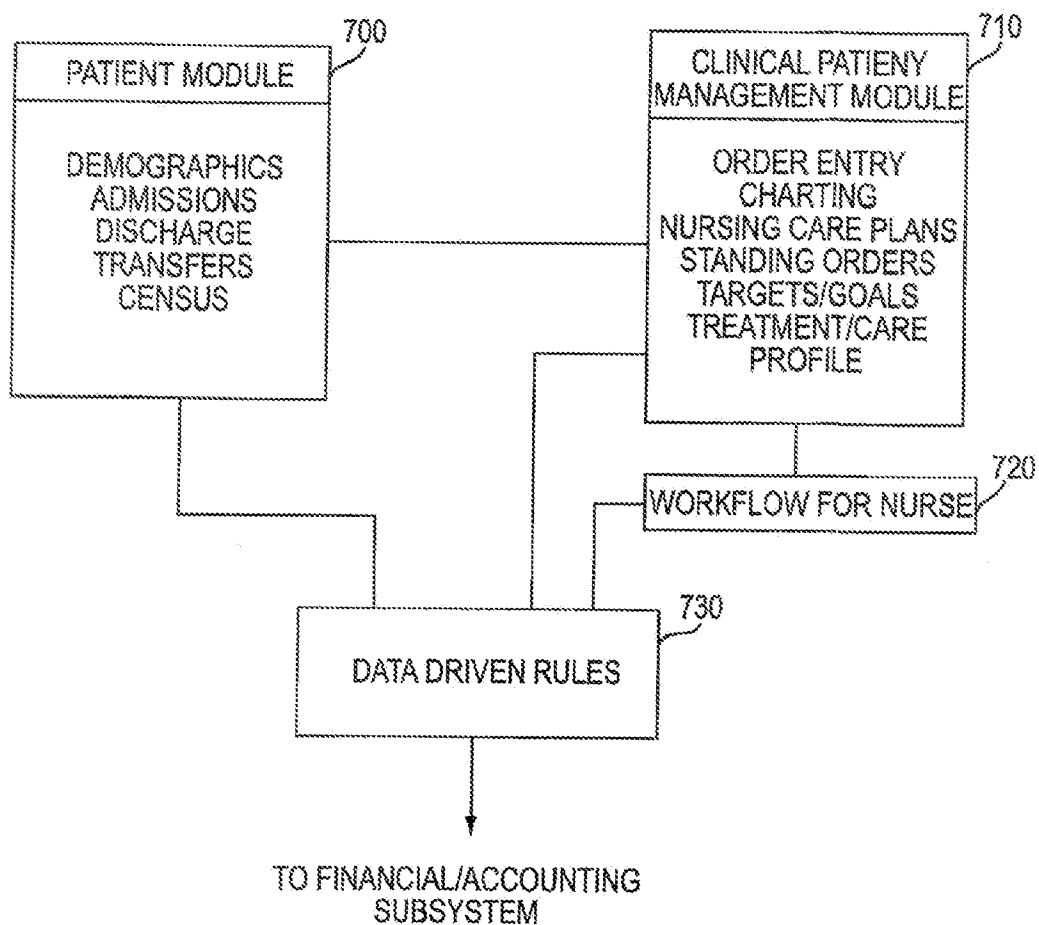 700
PATIENT MODULE
DEMOGRAPHICS
ADMISSIONS
DISCHARGE
TRANSFERS
CENSUS
710
CLINICAL PATIENY
MANAGEMENT MODULE
ORDER ENTRY
CHARTING
NURSING CARE PLANS
STANDING ORDERS
TARGETS/GOALS
TREATMENT/CARE
PROFILE
720
WORKFLOW FOR NURSE
730
DATA DRIVEN RULES
TO FINANCIAL/ACCOUNTING
SUBSYSTEM